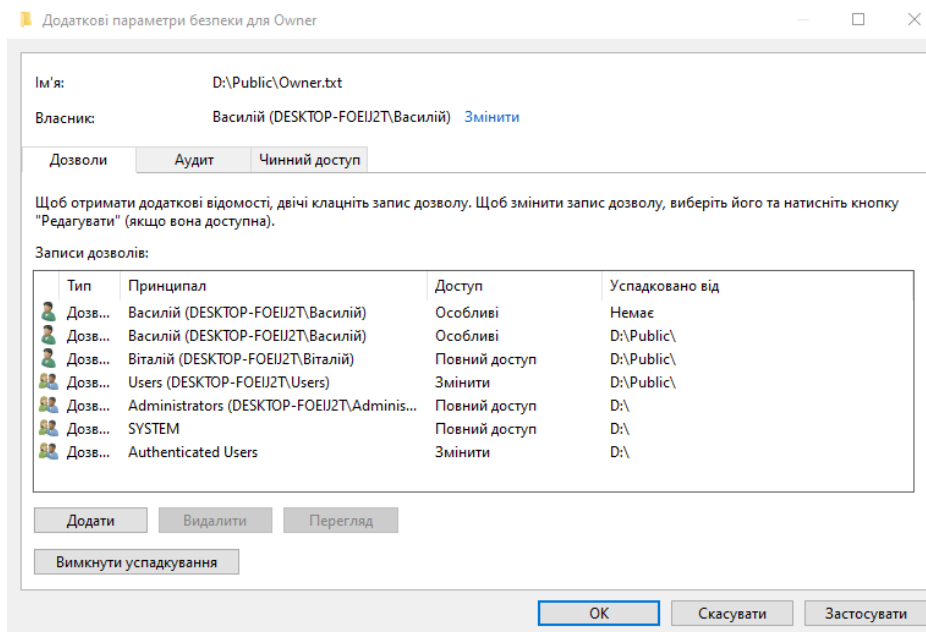 Додаткові параметри безпеки для Owner
Ім'я: D:\Public\Owner.txt
Власник: Василій (DESKTOP-FOEIJ2T\Василій) Змінити
Дозволи Аудит Чинний доступ
Щоб отримати додаткові відомості, двічі клацніть запис дозволу. Щоб змінити запис дозволу, виберіть його та натисніть кнопку
"Редагувати" (якщо вона доступна).
Записи дозволів:
Тип Принципал Доступ Успадковано від
Дозв... Василій (DESKTOP-FOEIJ2T\Василій) Особливі Немає
Дозв... Василій (DESKTOP-FOEIJ2T\Василій) Особливі D:\Public\
Дозв... Віталій (DESKTOP-FOEIJ2T\Віталій) Повний доступ D:\Public\
Дозв... Users (DESKTOP-FOEIJ2T\Users) Змінити D:\Public\
Дозв... Administrators (DESKTOP-FOEIJ2T\Adminis... Повний доступ D:\
Дозв... SYSTEM Повний доступ D:\
Дозв... Authenticated Users Змінити D:\
Додати Видалити Перегляд
Вимкнути успадкування
ОК Скасувати Застосувати